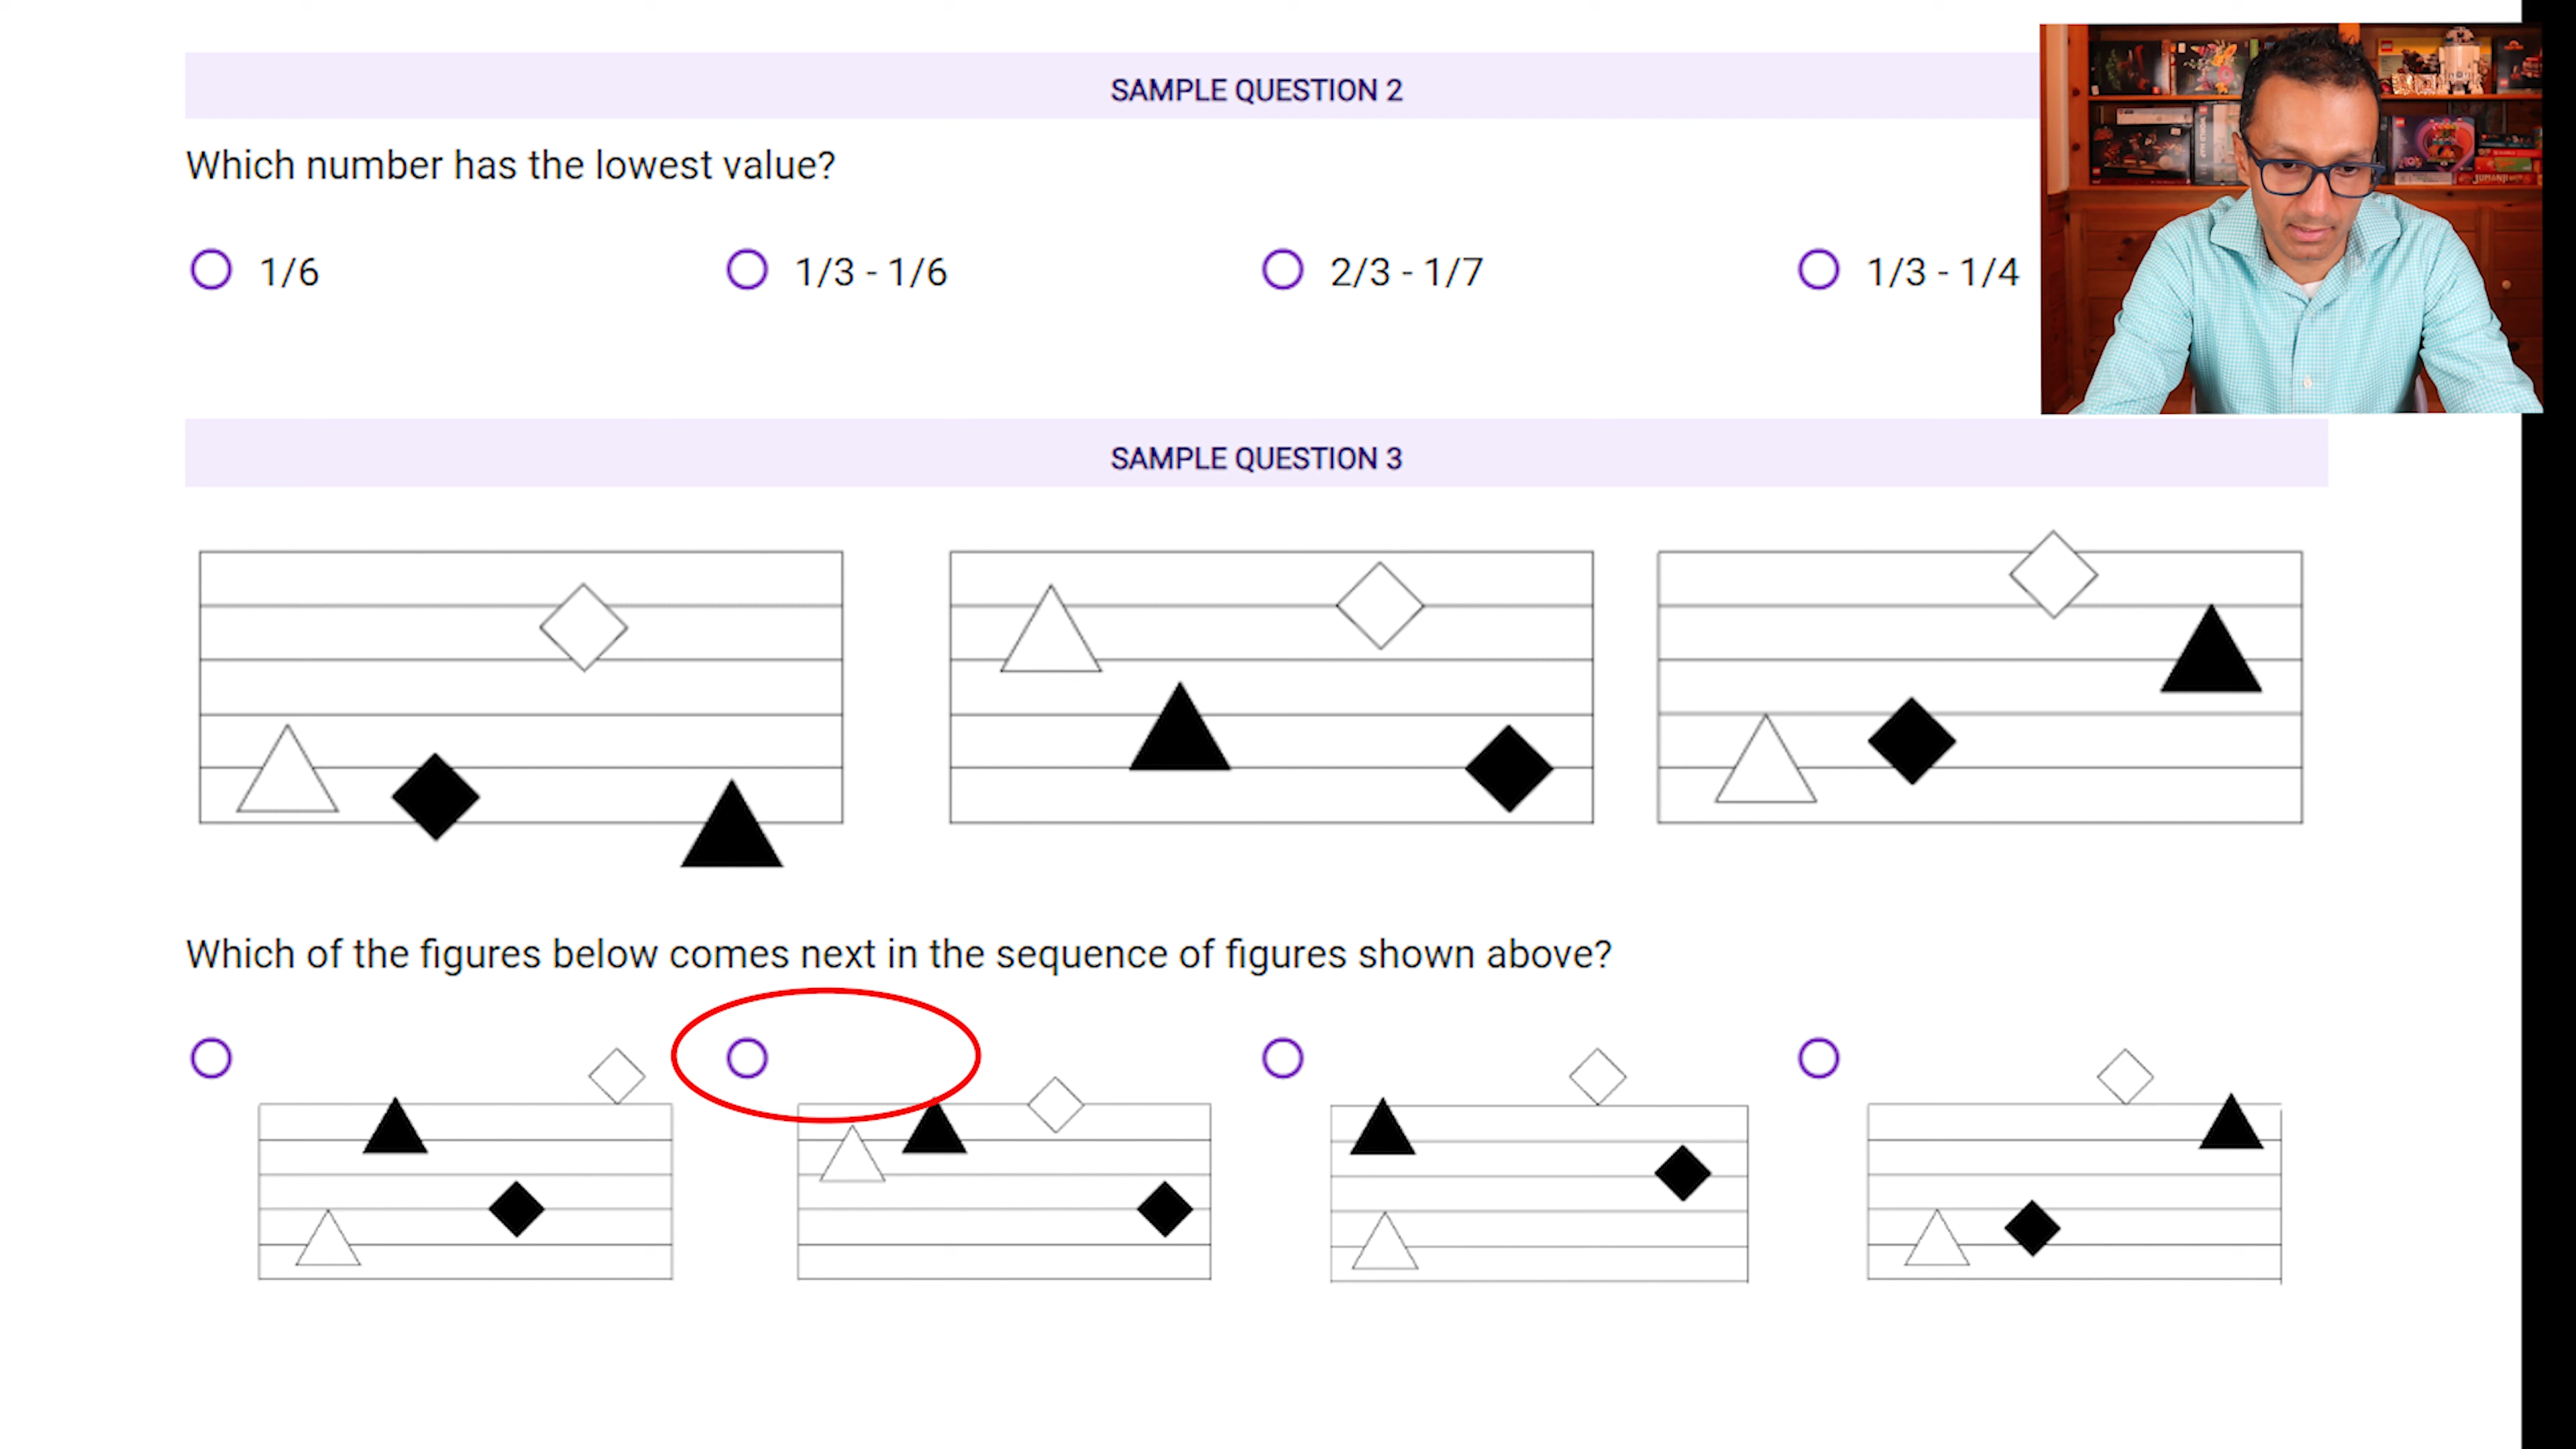 SAMPLE QUESTION 2
Which number has the lowest value?
1/6 1/3 - 1/6 2/3 - 1/7 1/3 - 1/4
JUMANJI
SAMPLE QUESTION 3
Which of the figures below comes next in the sequence of figures shown above?